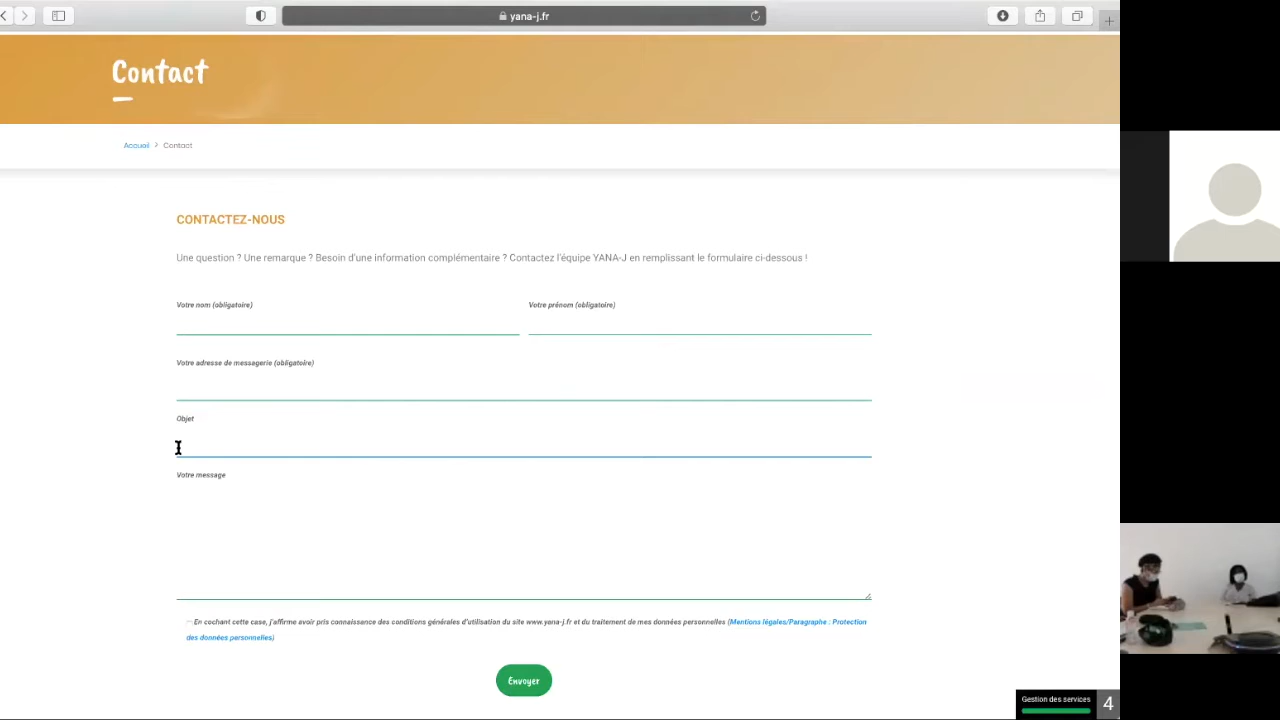 yana-j.fr
Contact
Accueil > Contact
CONTACTEZ-NOUS
Une question ? Une remarque ? Besoin d'une information complémentaire ? Contactez l'équipe YANA-J en remplissant le formulaire ci-dessous !
Votre nom (obligatoire)
Votre prénom (obligatoire)
Votre adresse de messagerie (obligatoire)
Objet
Votre message
En cochant cette case, j'affirme avoir pris connaissance des conditions générales d'utilisation du site www.yana-j.fr et du traitement de mes données personnelles (Mentions légales/Paragraphe : Protection
des données personnelles)
Envoyer
Gestion des services
4